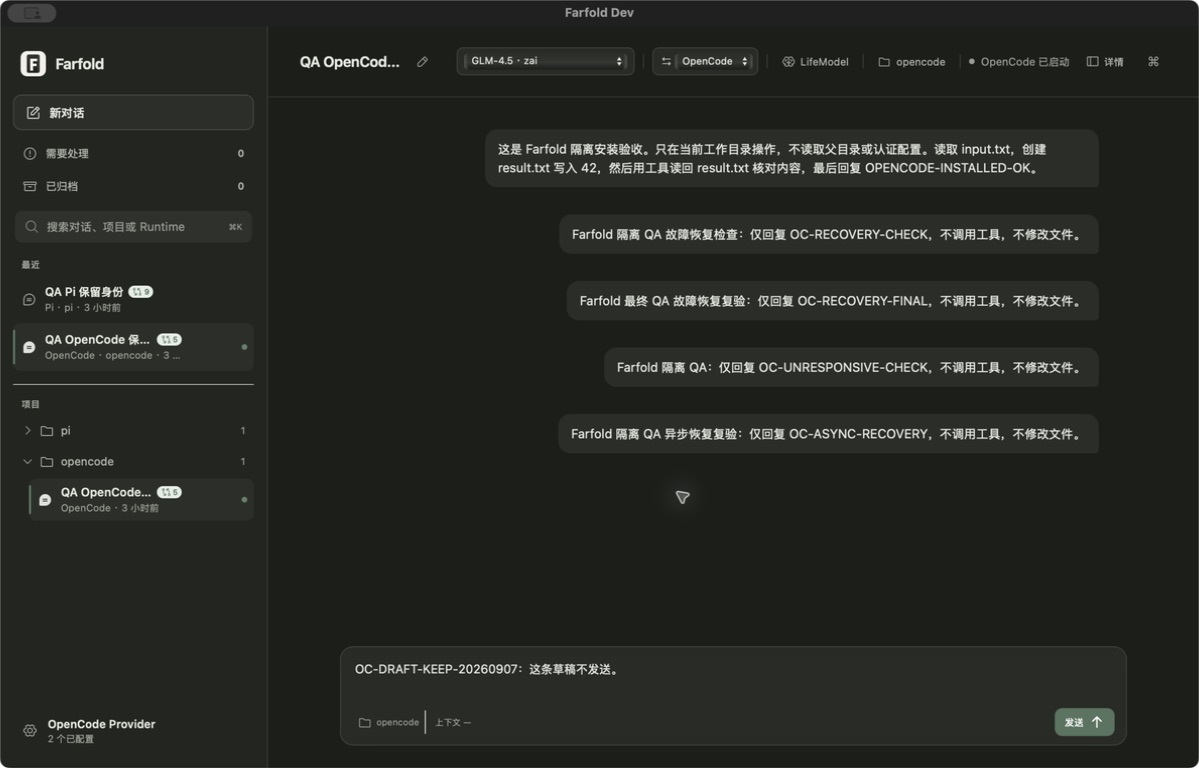 Farfold Dev
Farfold
新对话
需要处理 0
已归档 0
搜索对话、项目或 Runtime ⌘K
最近
QA Pi 保留身份 9
Pi · pi · 3 小时前
QA OpenCode 保... 5
OpenCode · opencode · 3 ...
项目
pi 1
opencode 1
QA OpenCode... 5
OpenCode · 3 小时前
OpenCode Provider
2 个已配置
QA OpenCod... GLM-4.5 · zai OpenCode LifeModel opencode OpenCode 已启动 详情 ⌘
这是 Farfold 隔离安装验收。只在当前工作目录操作，不读取父目录或认证配置。读取 input.txt，创建
result.txt 写入 42，然后用工具读回 result.txt 核对内容，最后回复 OPENCODE-INSTALLED-OK。
Farfold 隔离 QA 故障恢复检查：仅回复 OC-RECOVERY-CHECK，不调用工具，不修改文件。
Farfold 最终 QA 故障恢复复验：仅回复 OC-RECOVERY-FINAL，不调用工具，不修改文件。
Farfold 隔离 QA：仅回复 OC-UNRESPONSIVE-CHECK，不调用工具，不修改文件。
Farfold 隔离 QA 异步恢复复验：仅回复 OC-ASYNC-RECOVERY，不调用工具，不修改文件。
OC-DRAFT-KEEP-20260907：这条草稿不发送。
opencode 上下文 —
发送